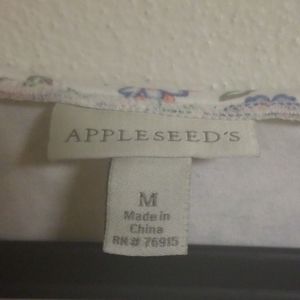 APPLESEED'S
M
Made in
China
RN# 76915